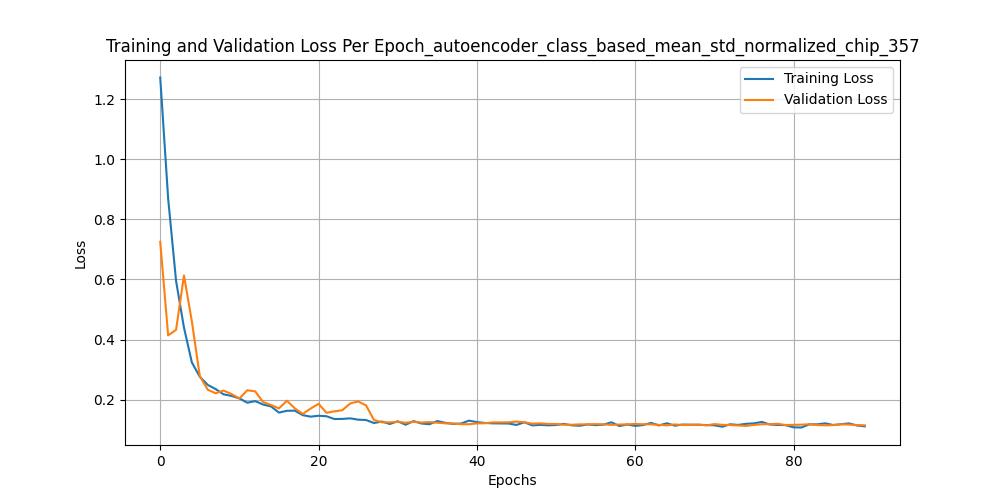 Training and Validation Loss Per Epoch_autoencoder_class_based_mean_std_normalized_chip_357
Training Loss
Validation Loss
1.2
1.0
0.8
0.6
0.4
0.2
Loss
0
20
40
60
80
Epochs